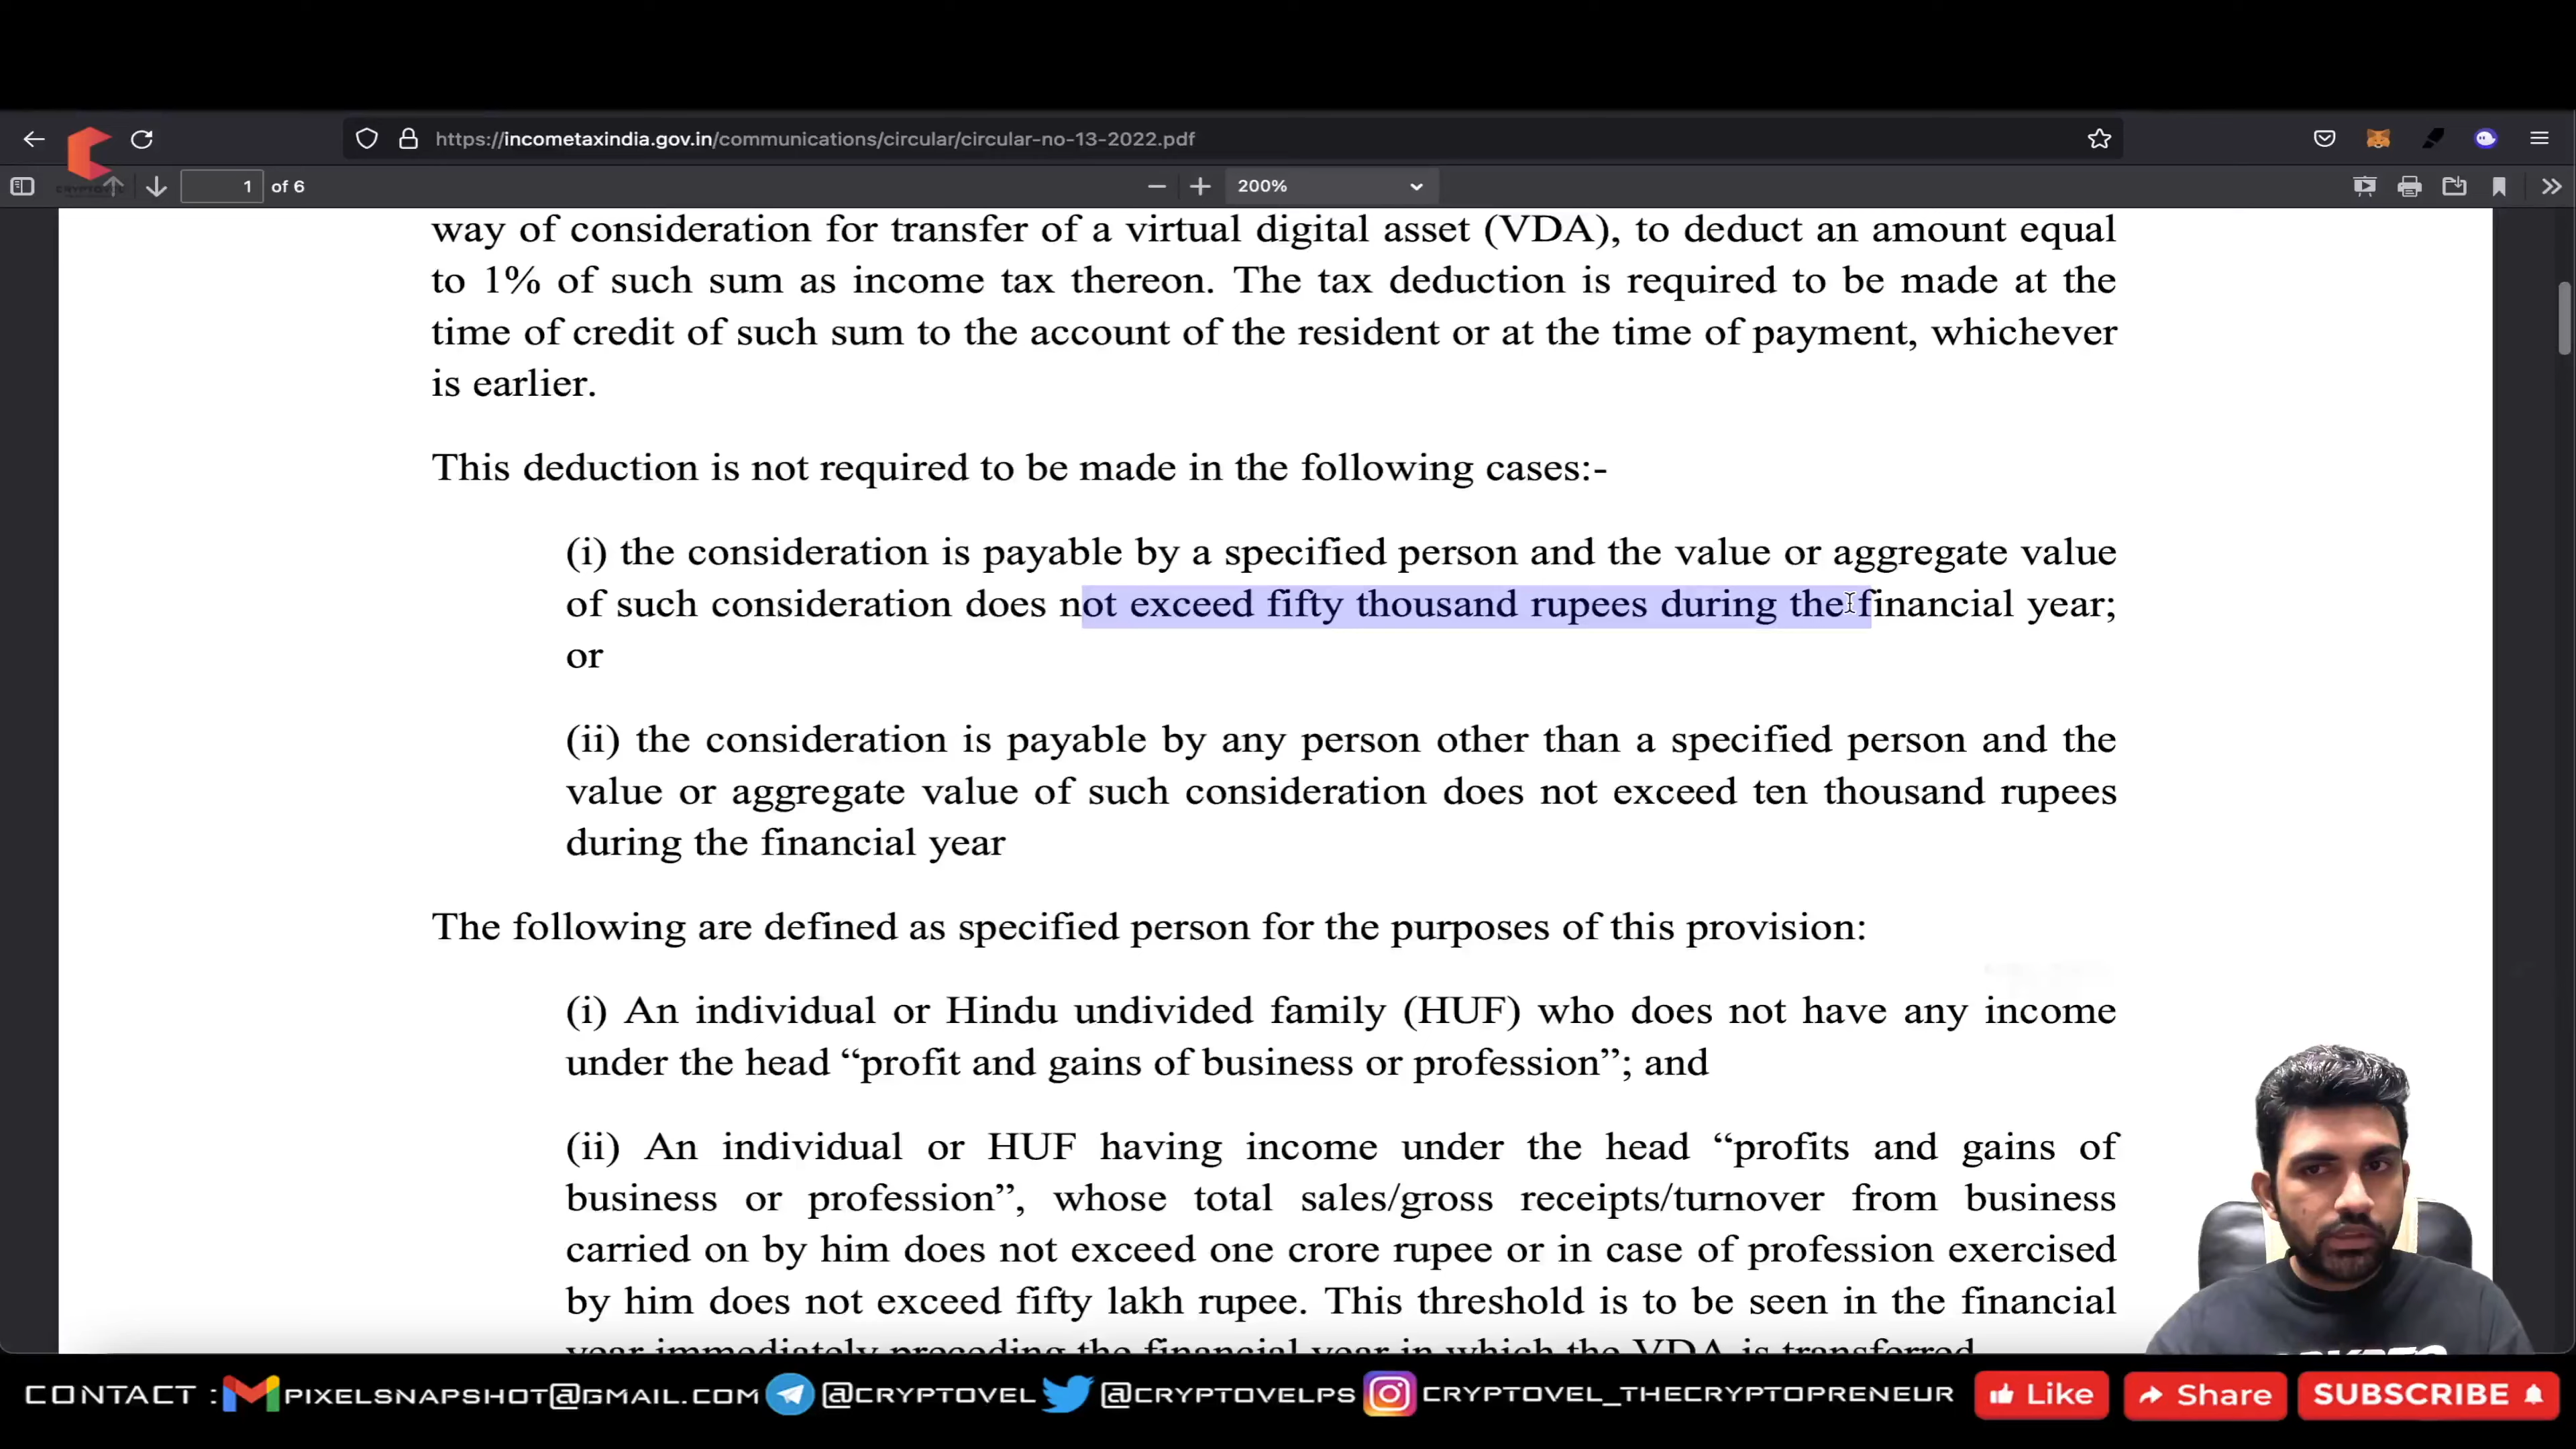 https://incometaxindia.gov.in/communications/circular/circular-no-13-2022.pdf
1 of 6
200%
way of consideration for transfer of a virtual digital asset (VDA), to deduct an amount equal
to 1% of such sum as income tax thereon. The tax deduction is required to be made at the
time of credit of such sum to the account of the resident or at the time of payment, whichever
is earlier.
This deduction is not required to be made in the following cases:-
(i) the consideration is payable by a specified person and the value or aggregate value
of such consideration does not exceed fifty thousand rupees during the financial year;
or
(ii) the consideration is payable by any person other than a specified person and the
value or aggregate value of such consideration does not exceed ten thousand rupees
during the financial year
The following are defined as specified person for the purposes of this provision:
(i) An individual or Hindu undivided family (HUF) who does not have any income
under the head “profit and gains of business or profession”; and
(ii) An individual or HUF having income under the head “profits and gains of
business or profession”, whose total sales/gross receipts/turnover from business
carried on by him does not exceed one crore rupee or in case of profession exercised
by him does not exceed fifty lakh rupee. This threshold is to be seen in the financial
year immediately preceding the financial year in which the VDA is transferred
CONTACT : PIXELSNAPSHOT@GMAIL.COM @CRYPTOVEL @CRYPTOVELPS CRYPTOVEL_THECRYPTOPRENEUR Like Share SUBSCRIBE